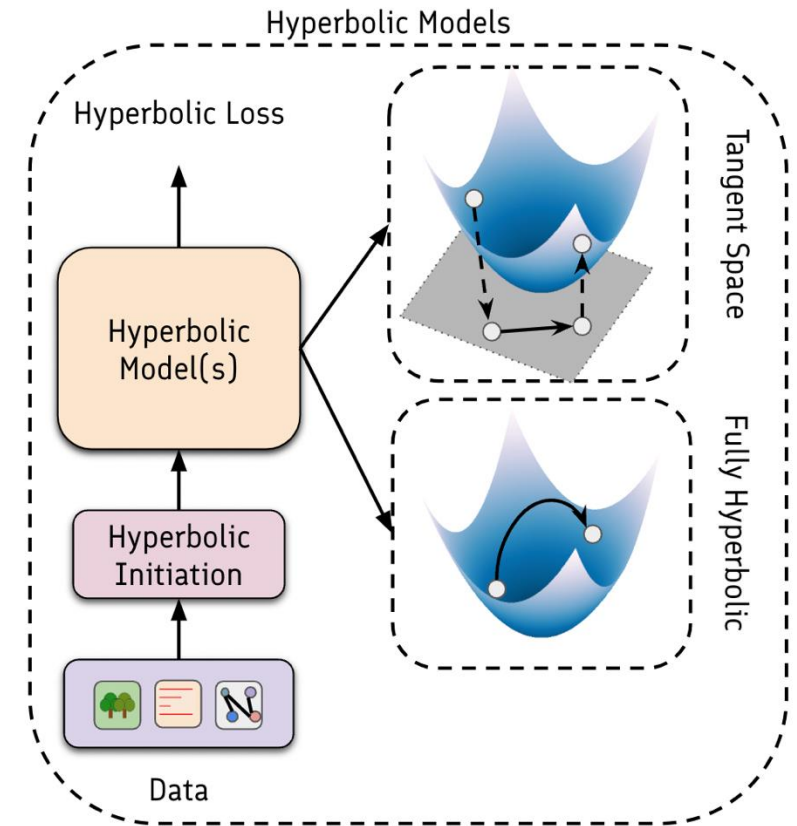 Hyperbolic Models
Hyperbolic Loss
Tangent Space
Hyperbolic
Model(s)
Fully Hyperbolic
Hyperbolic
Initiation
Data